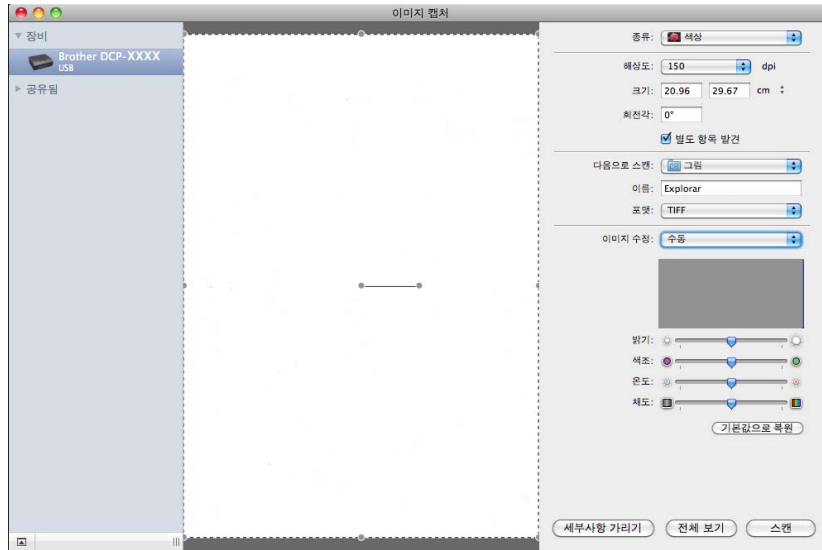 이미지 캡처
장비
Brother DCP-XXXX
USB
공유됨
종류: 색상
해상도: 150 dpi
크기: 20.96 29.67 cm
회전각: 0°
별도 항목 발견
다음으로 스캔: 그림
이름: Explorar
포맷: TIFF
이미지 수정: 수동
밝기:
색조:
온도:
채도:
기본값으로 복원
세부사항 가리기 전체 보기 스캔